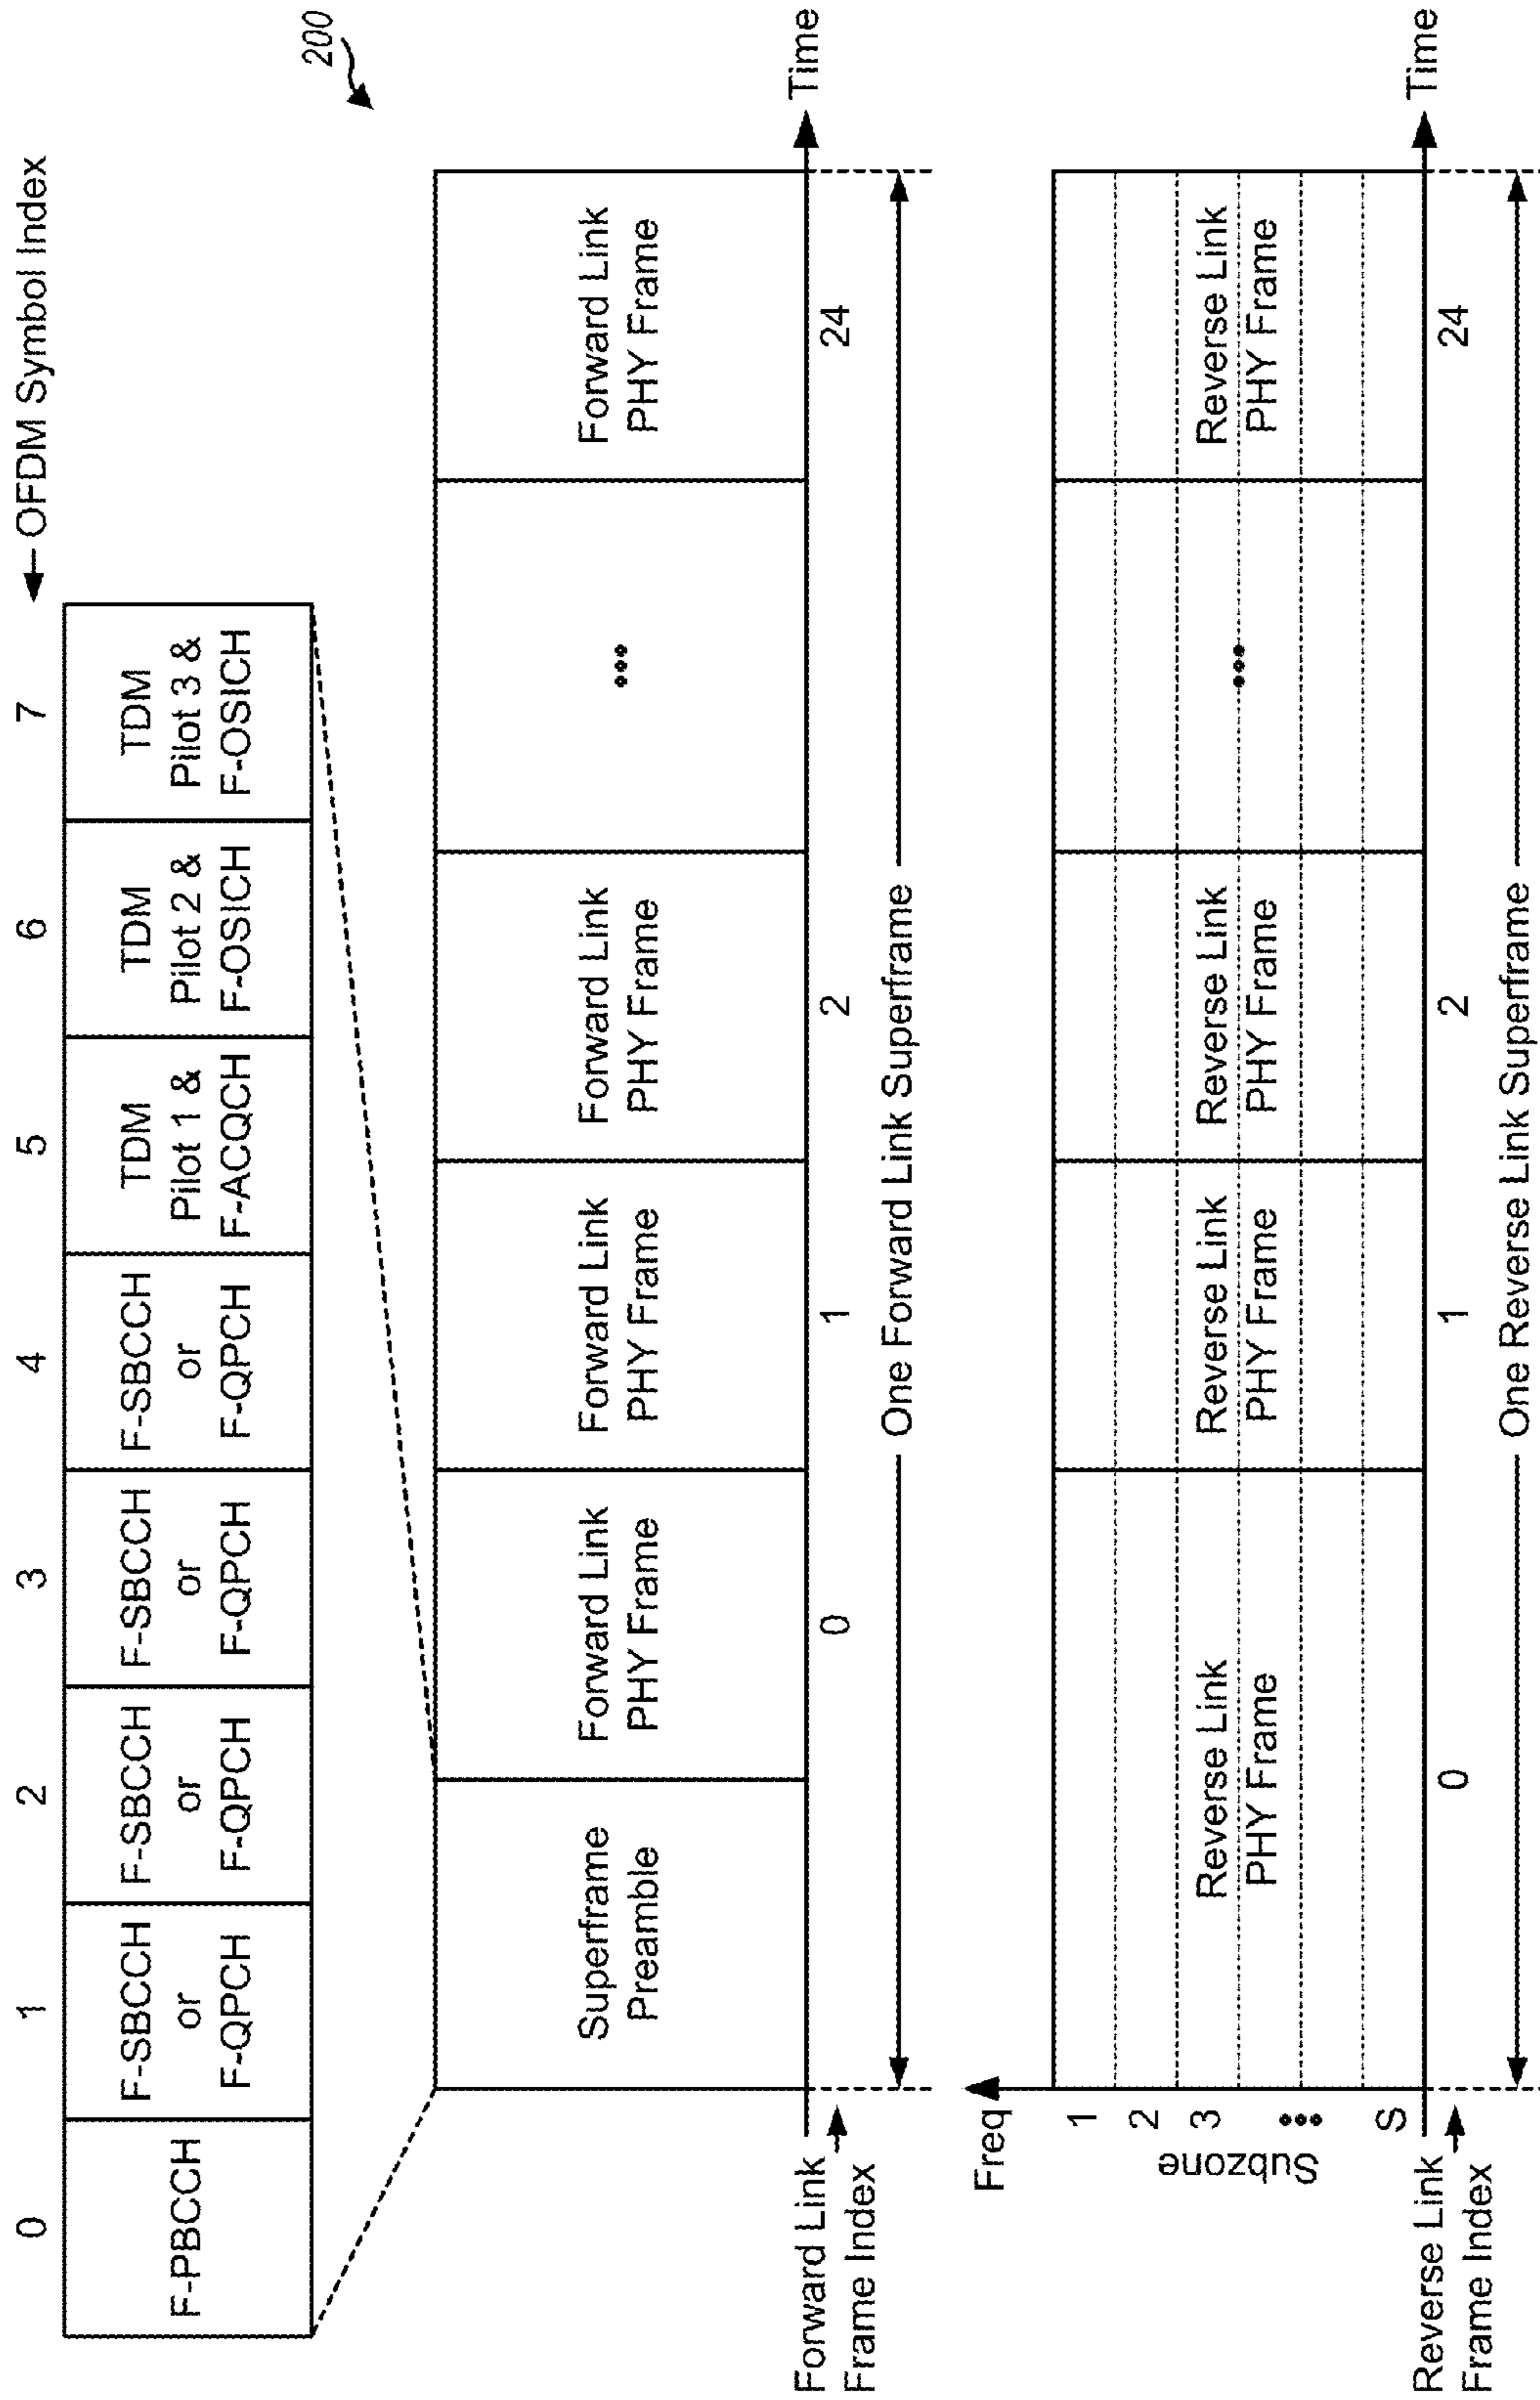 0 1 2 3 4 5 6 7 OFDM Symbol Index
F-PBCCH
F-SBCCH
or
F-QPCH
F-SBCCH
or
F-QPCH
F-SBCCH
or
F-QPCH
F-SBCCH
or
F-QPCH
TDM
Pilot 1 &
F-ACQCH
TDM
Pilot 2 &
F-OSICH
TDM
Pilot 3 &
F-OSICH
200
Superframe
Preamble
Forward Link
PHY Frame
Forward Link
PHY Frame
Forward Link
PHY Frame
...
Forward Link
PHY Frame
Time
Forward Link
Frame Index
0 1 2 24
One Forward Link Superframe
Freq
Subzone
1
2
3
...
S
Reverse Link
PHY Frame
Reverse Link
PHY Frame
Reverse Link
PHY Frame
...
Reverse Link
PHY Frame
Time
Reverse Link
Frame Index
0 1 2 24
One Reverse Link Superframe